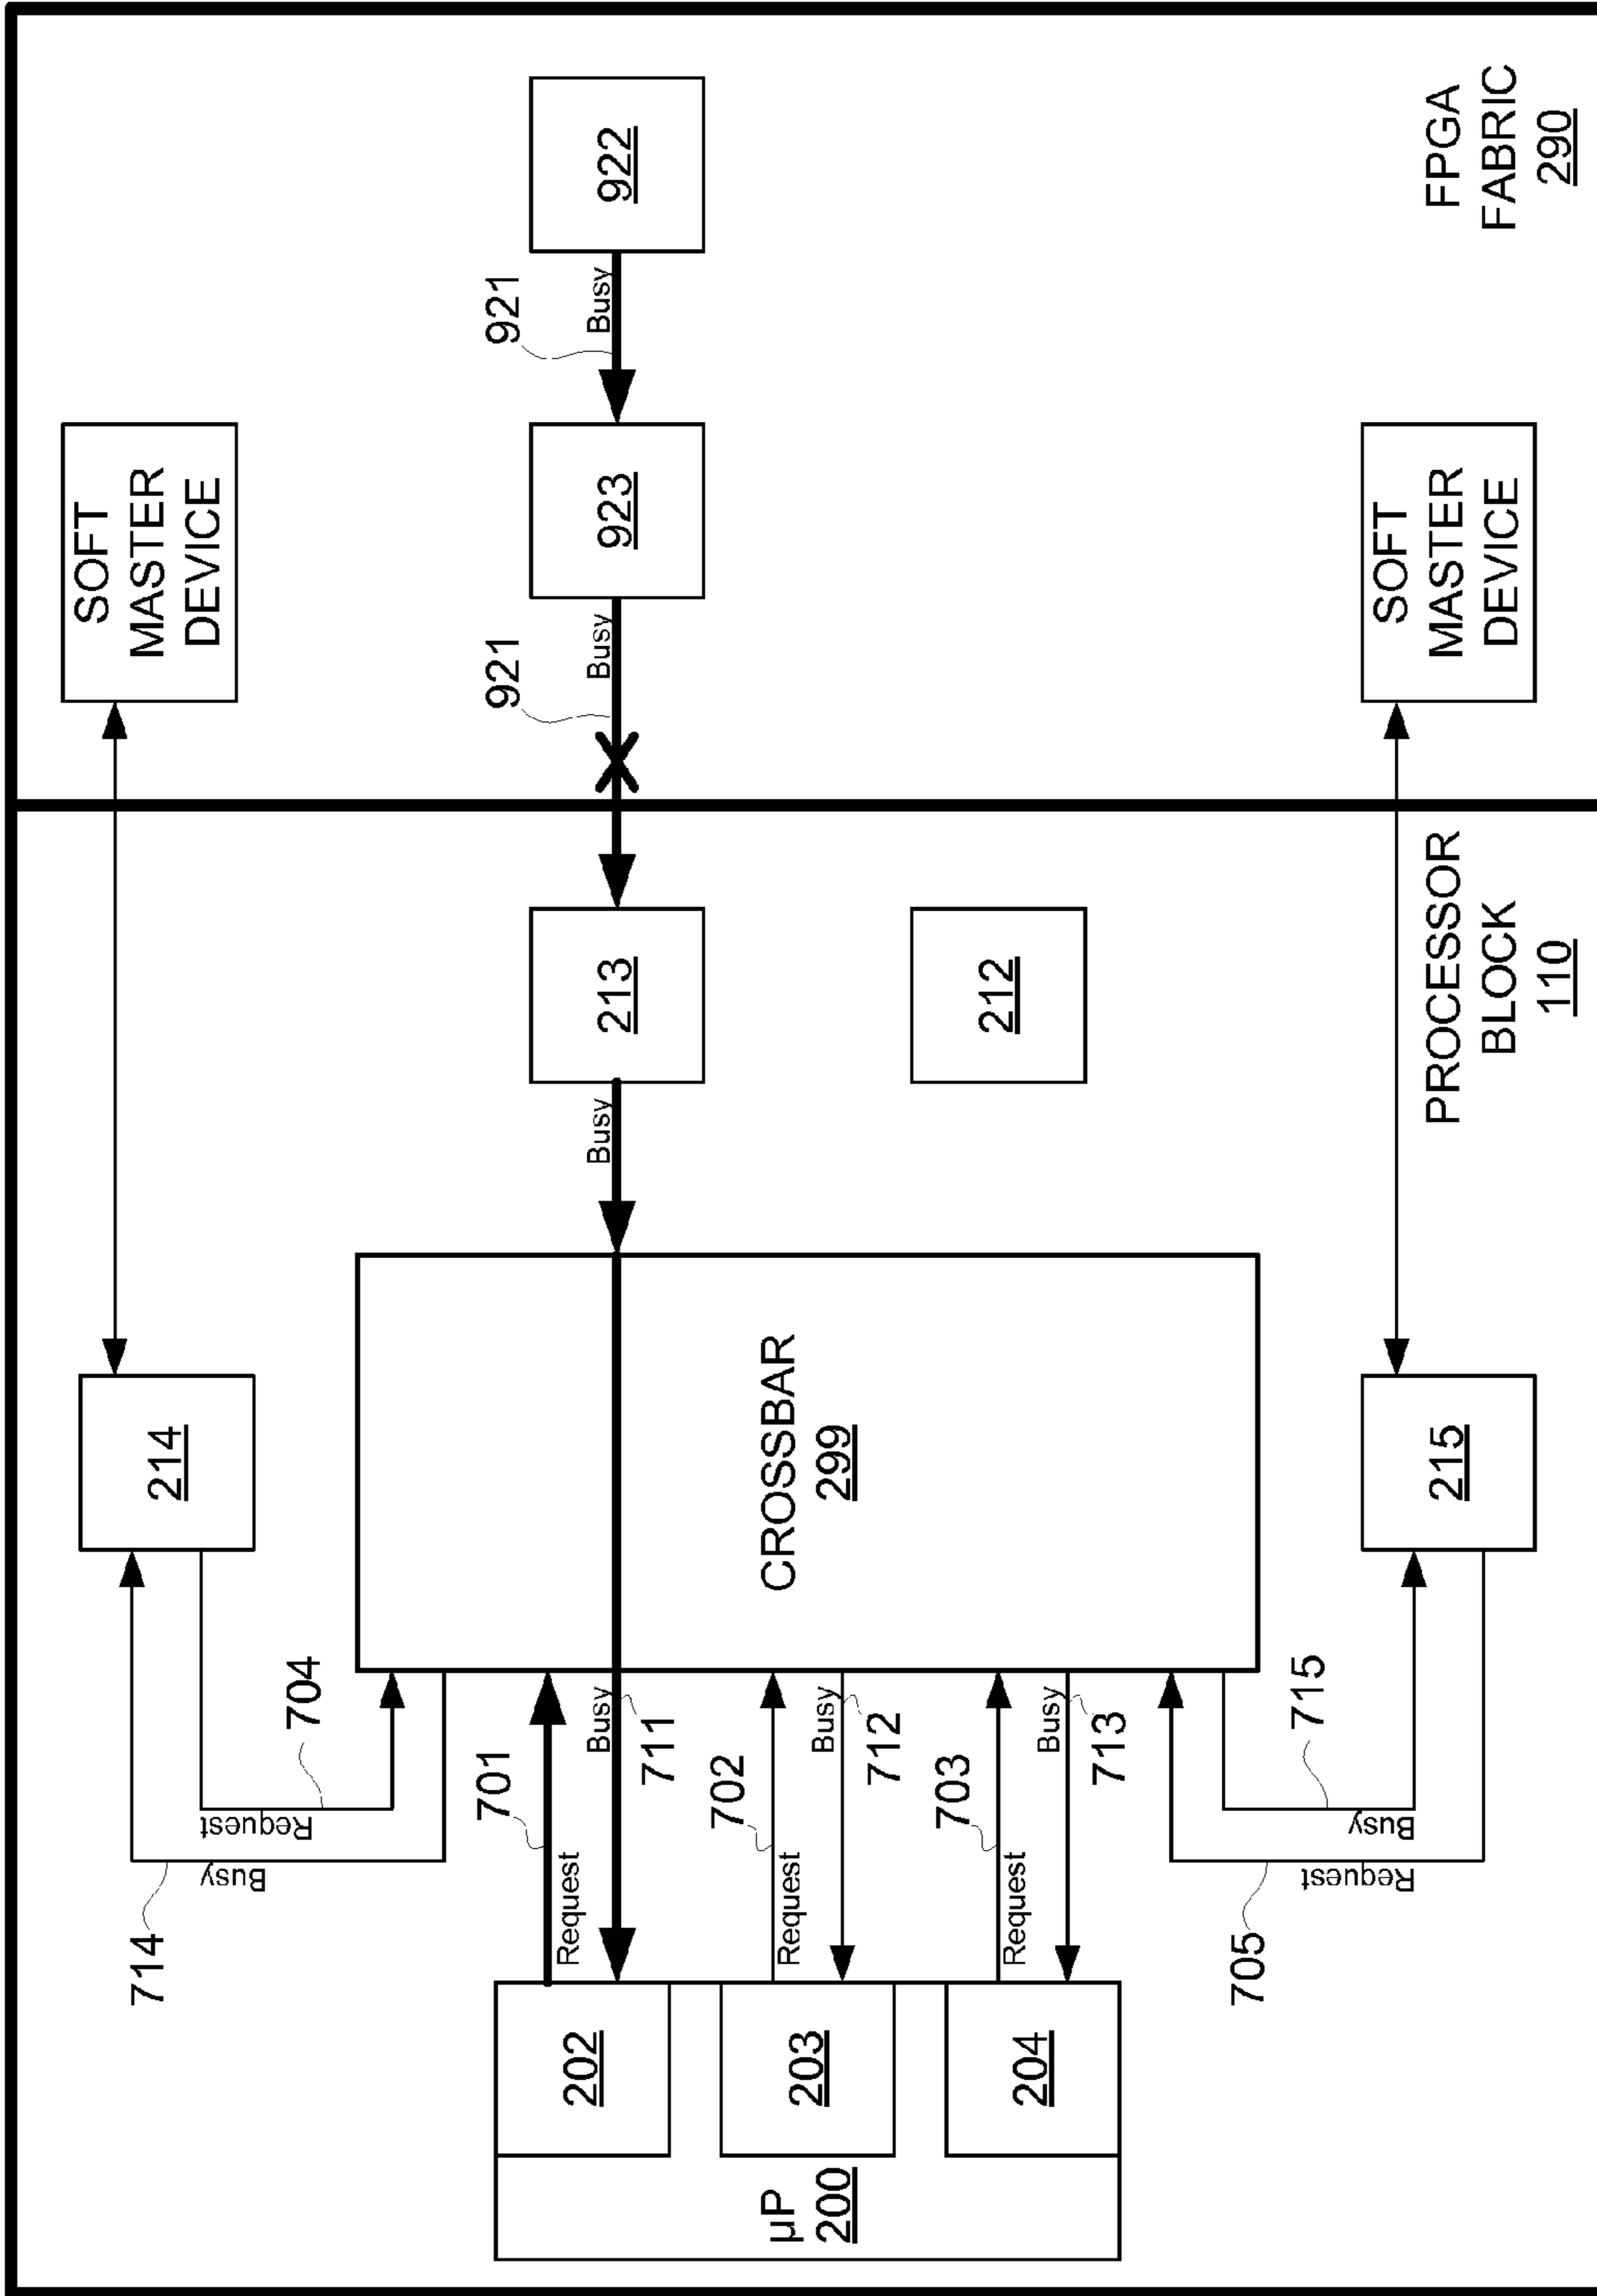 SOFT
MASTER
DEVICE
214
714
Busy
Request
704
921
Busy
922
923
921
Busy
213
Busy
701
Request
Busy
711
202
CROSSBAR
299
702
Request
Busy
712
203
µP
200
212
703
Request
Busy
713
204
715
Busy
Request
705
215
SOFT
MASTER
DEVICE
PROCESSOR
BLOCK
110
FPGA
FABRIC
290